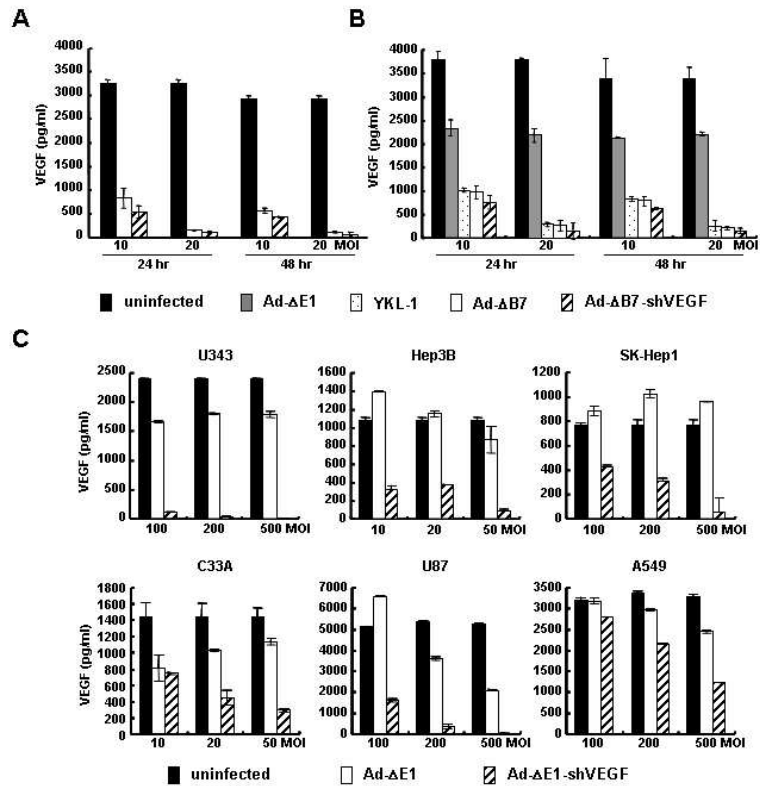 A
B
4000
3500
3000
2500
2000
1500
1000
500
0
VEGF (pg/ml)
10 20 10 20 MOI
24 hr 48 hr
4000
3500
3000
2500
2000
1500
1000
500
0
VEGF (pg/ml)
10 20 10 20 MOI
24 hr 48 hr
uninfected Ad-ΔE1 YKL-1 Ad-ΔB7 Ad-ΔB7-shVEGF
C
U343
2500
2000
1500
1000
500
0
VEGF (pg/ml)
100 200 500 MOI
Hep3B
1600
1400
1200
1000
800
600
400
200
0
10 20 50 MOI
SK-Hep1
1200
1000
800
600
400
200
0
100 200 500 MOI
C33A
1800
1600
1400
1200
1000
800
600
400
200
0
VEGF (pg/ml)
10 20 50 MOI
U87
7000
6000
5000
4000
3000
2000
1000
0
100 200 500 MOI
A549
3500
3000
2500
2000
1500
1000
500
0
100 200 500 MOI
uninfected Ad-ΔE1 Ad-ΔE1-shVEGF